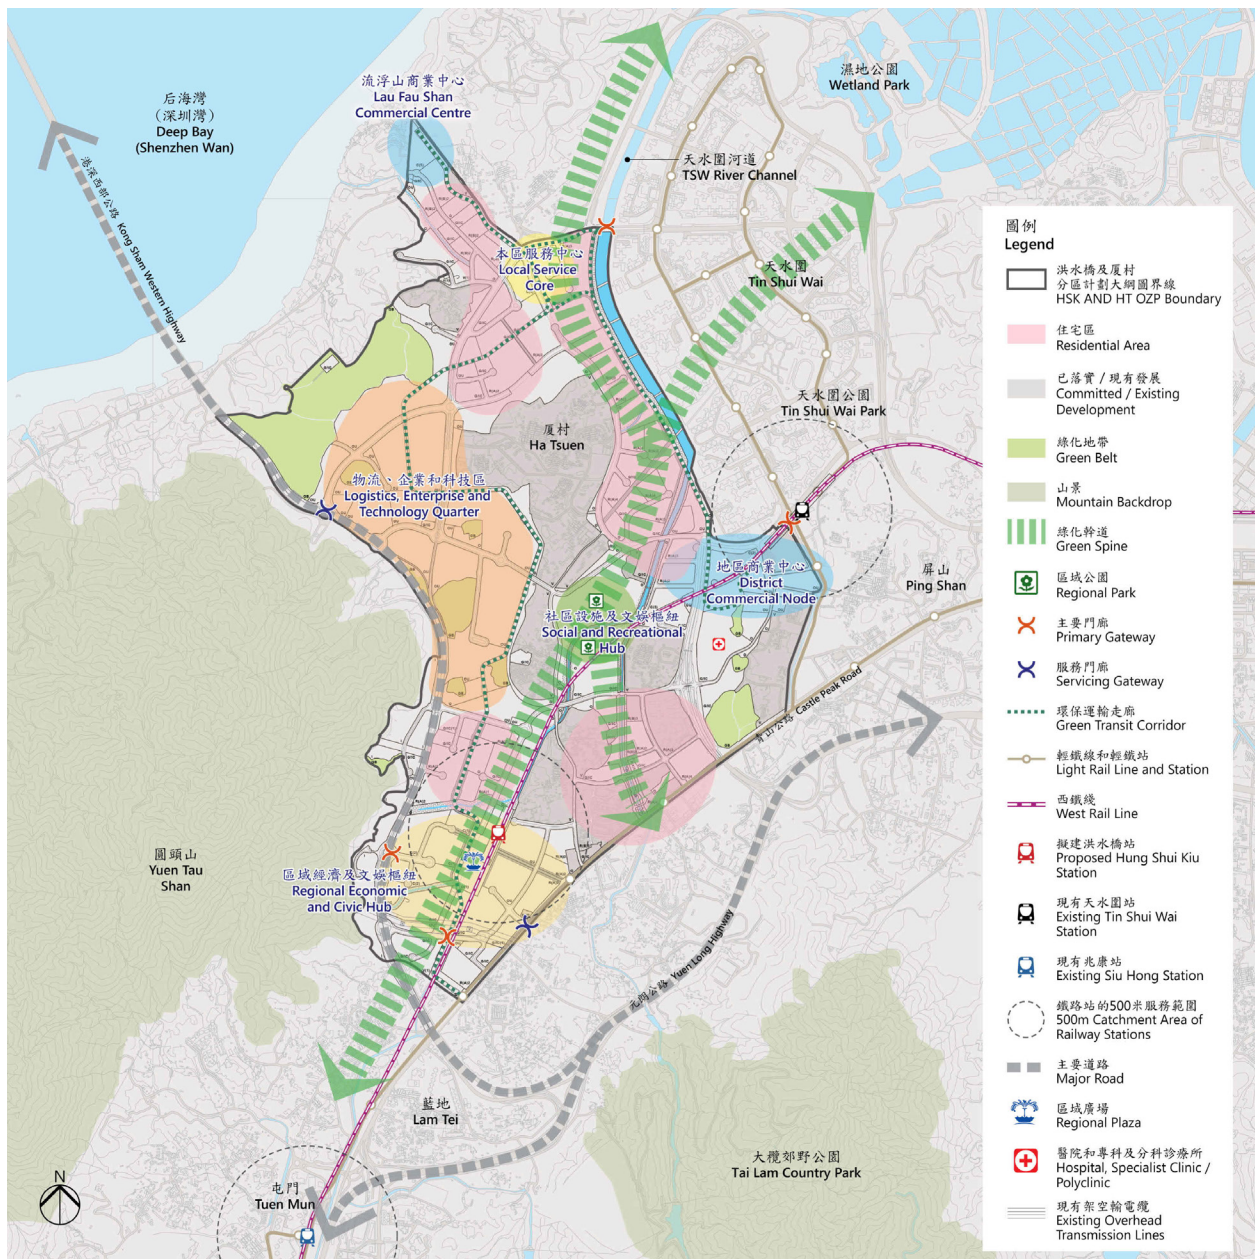 流浮山商業中心
Lau Fau Shan
Commercial Centre
后海灣
(深圳灣)
Deep Bay
(Shenzhen Wan)
濕地公園
Wetland Park
天水圍河道
TSW River Channel
港深西部公路 Kong Sham Western Highway
本區服務中心
Local Service
Core
天水圍
Tin Shui Wai
天水圍公園
Tin Shui Wai Park
厦村
Ha Tsuen
物流、企業和科技區
Logistics, Enterprise and
Technology Quarter
地區商業中心
District
Commercial Node
屏山
Ping Shan
社區設施及文娛樞紐
Social and Recreational
Hub
青山公路 Castle Peak Road
圓頭山
Yuen Tau
Shan
區域經濟及文娛樞紐
Regional Economic
and Civic Hub
元朗公路 Yuen Long Highway
藍地
Lam Tei
大欖郊野公園
Tai Lam Country Park
屯門
Tuen Mun
N
圖例
Legend
洪水橋及厦村
分區計劃大綱圖界線
HSK AND HT OZP Boundary
住宅區
Residential Area
已落實 / 現有發展
Committed / Existing
Development
綠化地帶
Green Belt
山景
Mountain Backdrop
綠化幹道
Green Spine
區域公園
Regional Park
主要門廊
Primary Gateway
服務門廊
Servicing Gateway
環保運輸走廊
Green Transit Corridor
輕鐵線和輕鐵站
Light Rail Line and Station
西鐵綫
West Rail Line
擬建洪水橋站
Proposed Hung Shui Kiu
Station
現有天水圍站
Existing Tin Shui Wai
Station
現有兆康站
Existing Siu Hong Station
鐵路站的500米服務範圍
500m Catchment Area of
Railway Stations
主要道路
Major Road
區域廣場
Regional Plaza
醫院和專科及分科診療所
Hospital, Specialist Clinic /
Polyclinic
現有架空輸電纜
Existing Overhead
Transmission Lines